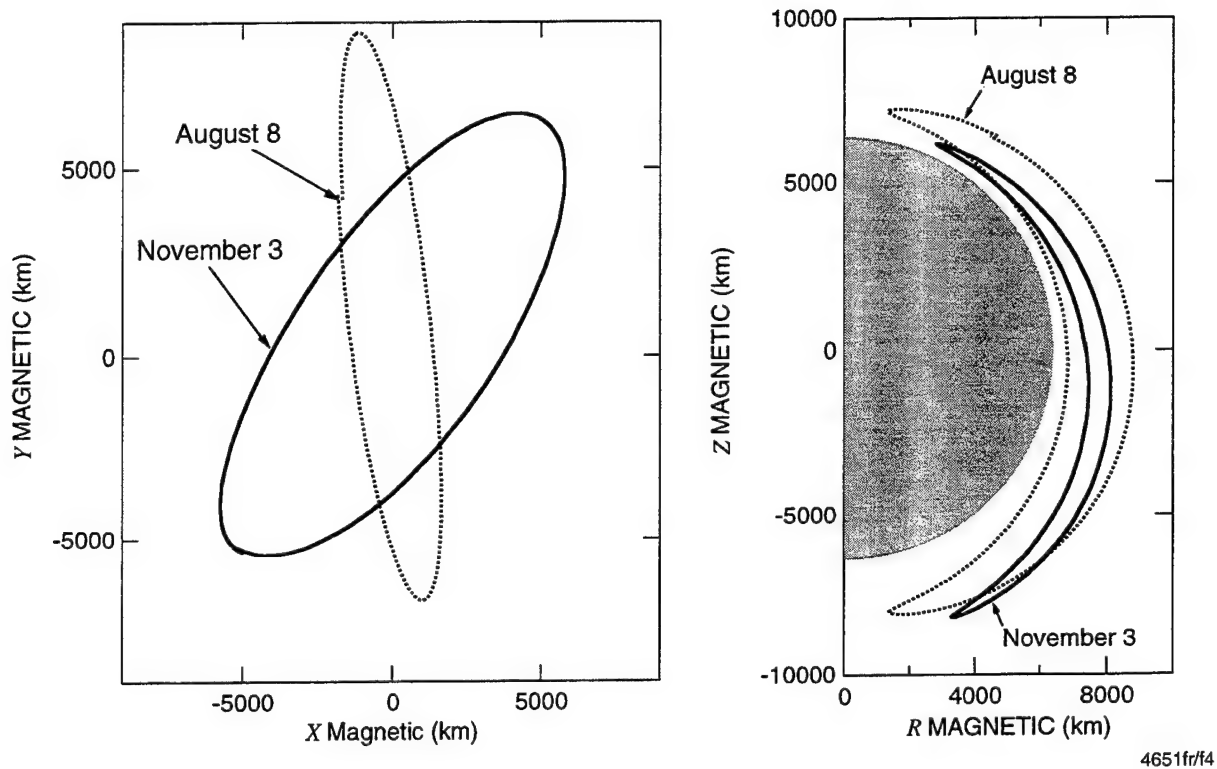 5000
0
-5000
Y MAGNETIC (km)
August 8
November 3
-5000
0
5000
X Magnetic (km)
10000
5000
0
-5000
-10000
Z MAGNETIC (km)
August 8
November 3
0
4000
8000
R MAGNETIC (km)
4651fr/f4